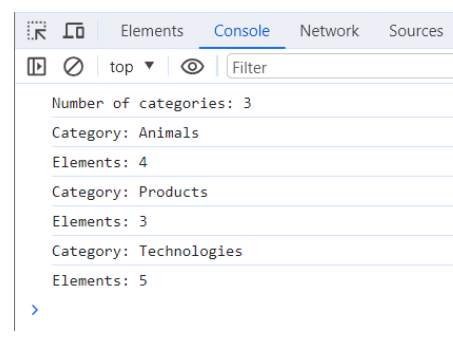 Elements Console Network Sources
top ▼ Filter
Number of categories: 3
Category: Animals
Elements: 4
Category: Products
Elements: 3
Category: Technologies
Elements: 5
>